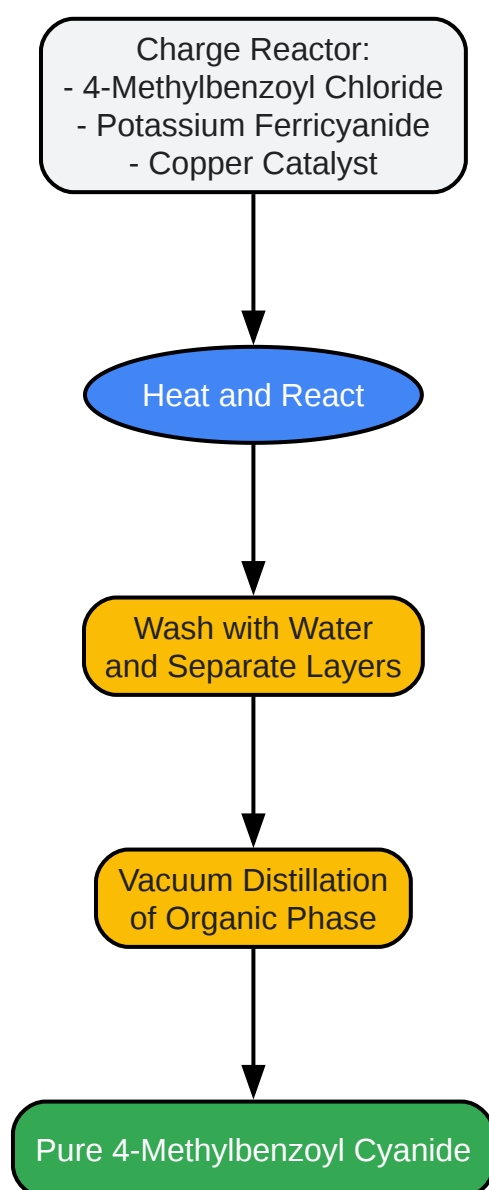 Charge Reactor:
- 4-Methylbenzoyl Chloride
- Potassium Ferricyanide
- Copper Catalyst
Heat and React
Wash with Water
and Separate Layers
Vacuum Distillation
of Organic Phase
Pure 4-Methylbenzoyl Cyanide